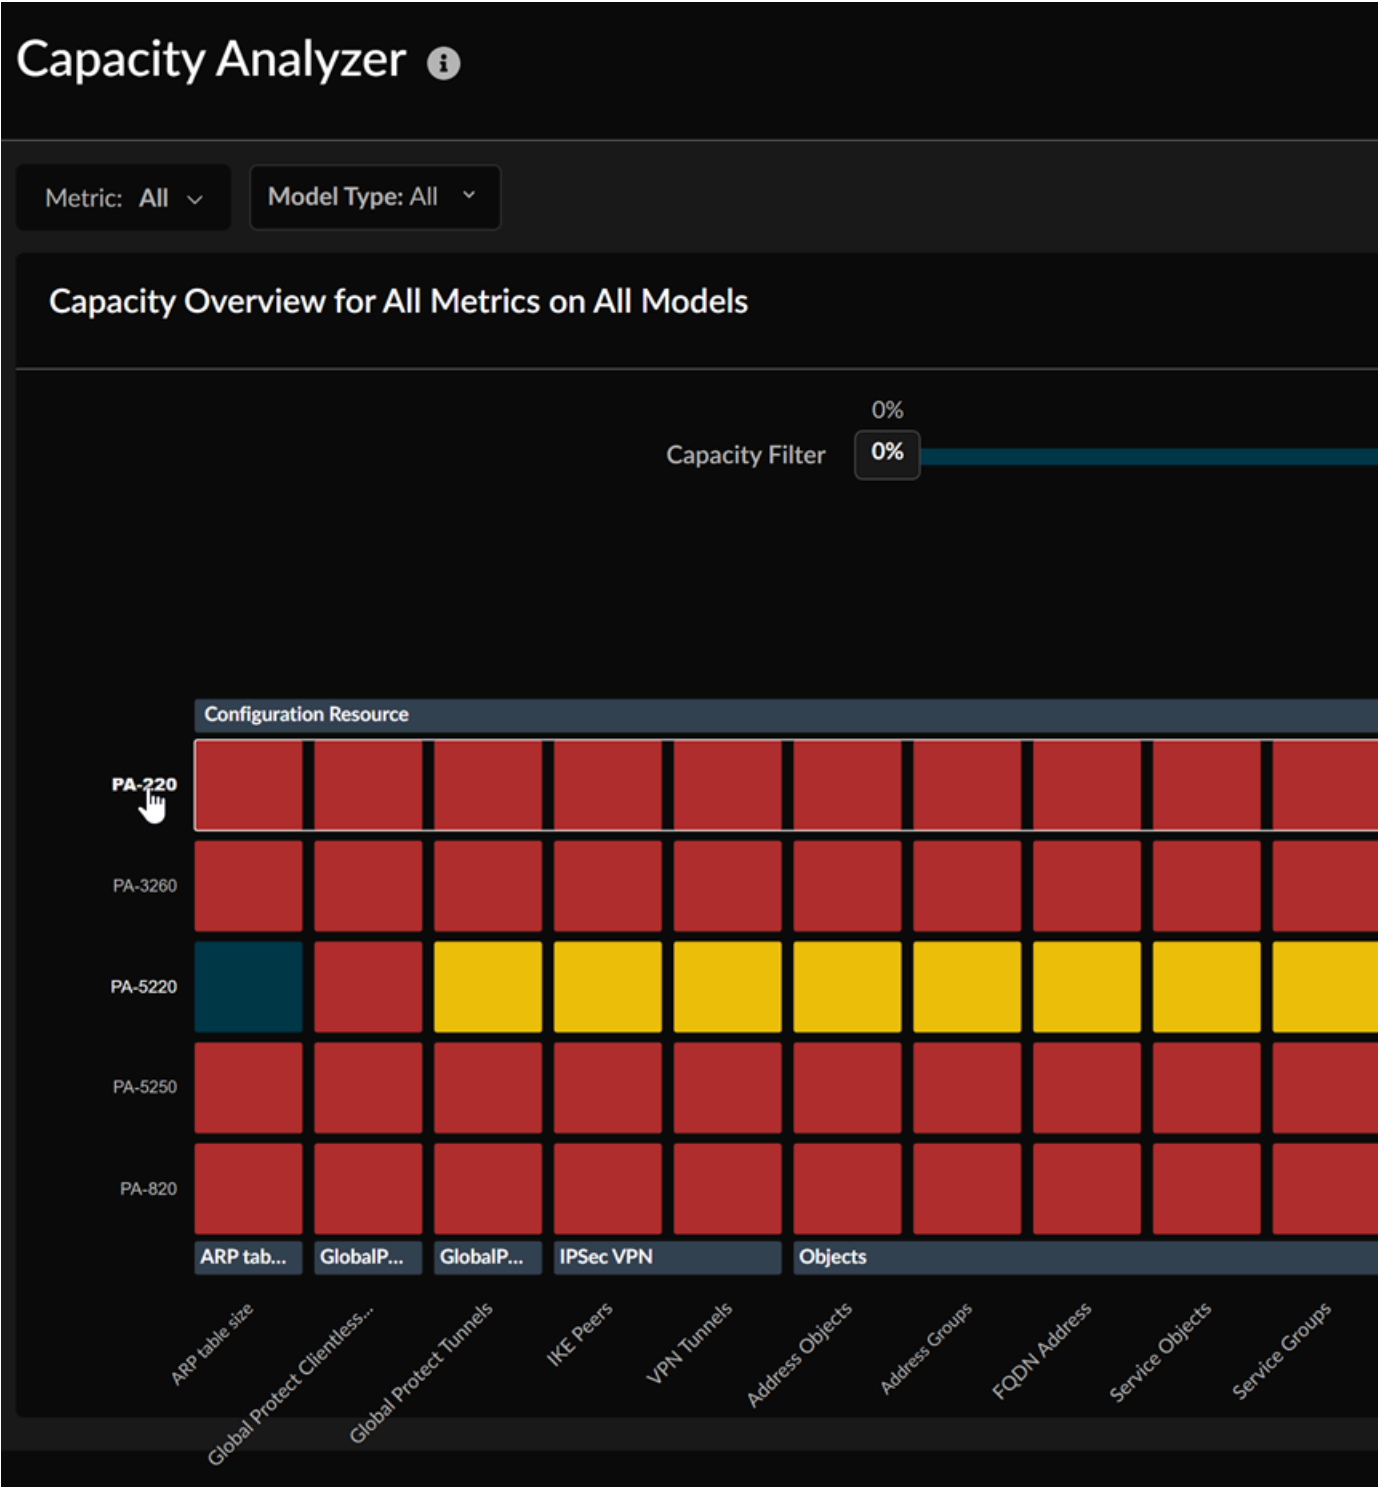 Capacity Analyzer
Metric: All
Model Type: All
Capacity Overview for All Metrics on All Models
0%
Capacity Filter 0%
Configuration Resource
PA-220
PA-3260
PA-5220
PA-5250
PA-820
ARP tab... GlobalP... GlobalP... IPSec VPN Objects
ARP table size
Global Protect Clientless...
Global Protect Tunnels
IKE Peers
VPN Tunnels
Address Objects
Address Groups
FQDN Address
Service Objects
Service Groups